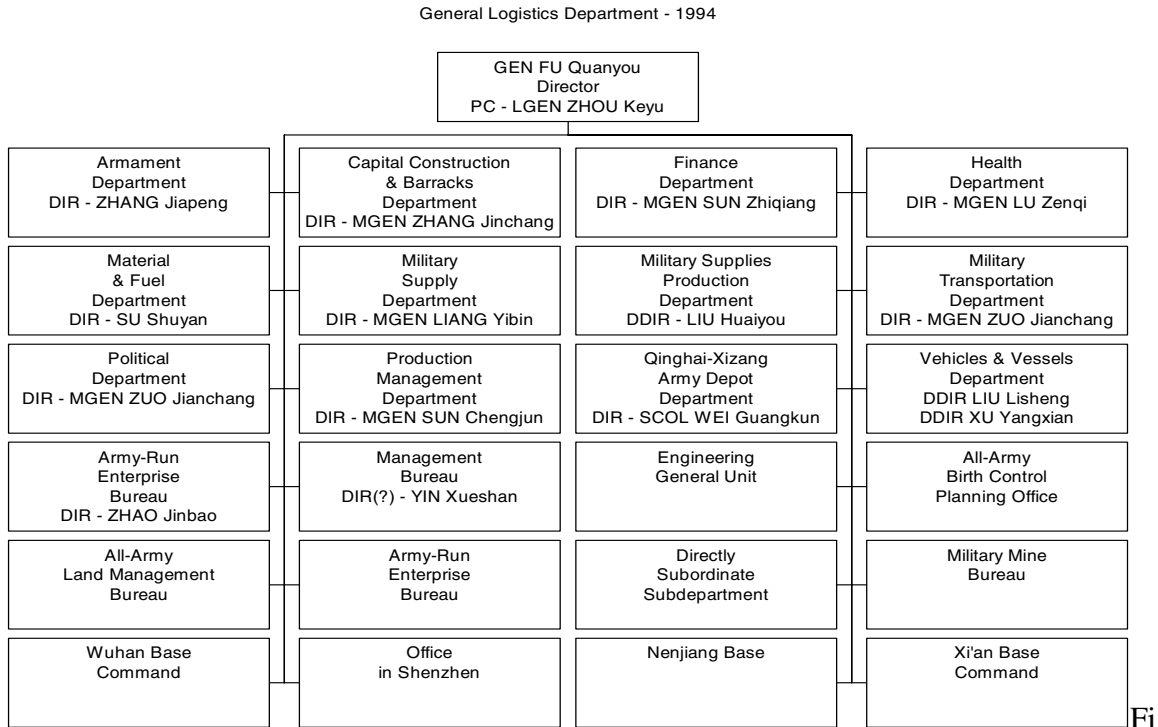 General Logistics Department - 1994
GEN FU Quanyou
Director
PC - LGEN ZHOU Keyu
Armament
Department
DIR - ZHANG Jiapeng
Capital Construction
& Barracks
Department
DIR - MGEN ZHANG Jinchang
Finance
Department
DIR - MGEN SUN Zhiqiang
Health
Department
DIR - MGEN LU Zenqi
Material
& Fuel
Department
DIR - SU Shuyan
Military
Supply
Department
DIR - MGEN LIANG Yibin
Military Supplies
Production
Department
DDIR - LIU Huaiyou
Military
Transportation
Department
DIR - MGEN ZUO Jianchang
Political
Department
DIR - MGEN ZUO Jianchang
Production
Management
Department
DIR - MGEN SUN Chengjun
Qinghai-Xizang
Army Depot
Department
DIR - SCOL WEI Guangkun
Vehicles & Vessels
Department
DDIR LIU Lisheng
DDIR XU Yangxian
Army-Run
Enterprise
Bureau
DIR - ZHAO Jinbao
Management
Bureau
DIR(?) - YIN Xueshan
Engineering
General Unit
All-Army
Birth Control
Planning Office
All-Army
Land Management
Bureau
Army-Run
Enterprise
Bureau
Directly
Subordinate
Subdepartment
Military Mine
Bureau
Wuhan Base
Command
Office
in Shenzhen
Nenjiang Base
Xi'an Base
Command
Fi